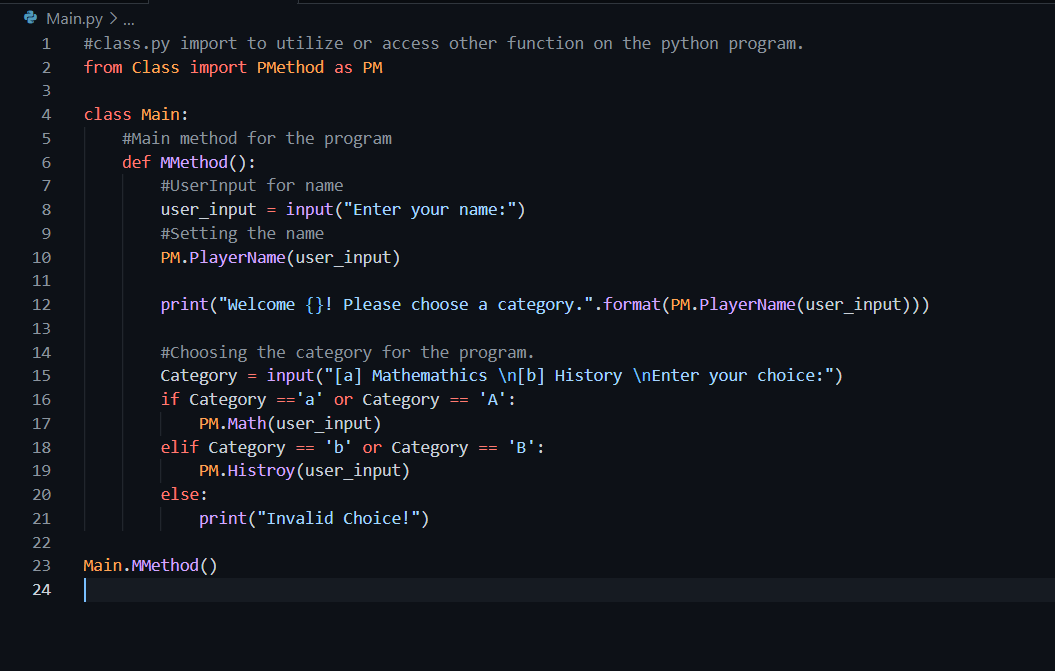 Main.py > ...
1 #class.py import to utilize or access other function on the python program.
2 from Class import PMethod as PM
3
4 class Main:
5     #Main method for the program
6     def MMethod():
7         #UserInput for name
8         user_input = input("Enter your name:")
9         #Setting the name
10         PM.PlayerName(user_input)
11
12         print("Welcome {}! Please choose a category.".format(PM.PlayerName(user_input)))
13
14         #Choosing the category for the program.
15         Category = input("[a] Mathemathics \n[b] History \nEnter your choice:")
16         if Category =='a' or Category == 'A':
17             PM.Math(user_input)
18         elif Category == 'b' or Category == 'B':
19             PM.Histroy(user_input)
20         else:
21             print("Invalid Choice!")
22
23 Main.MMethod()
24